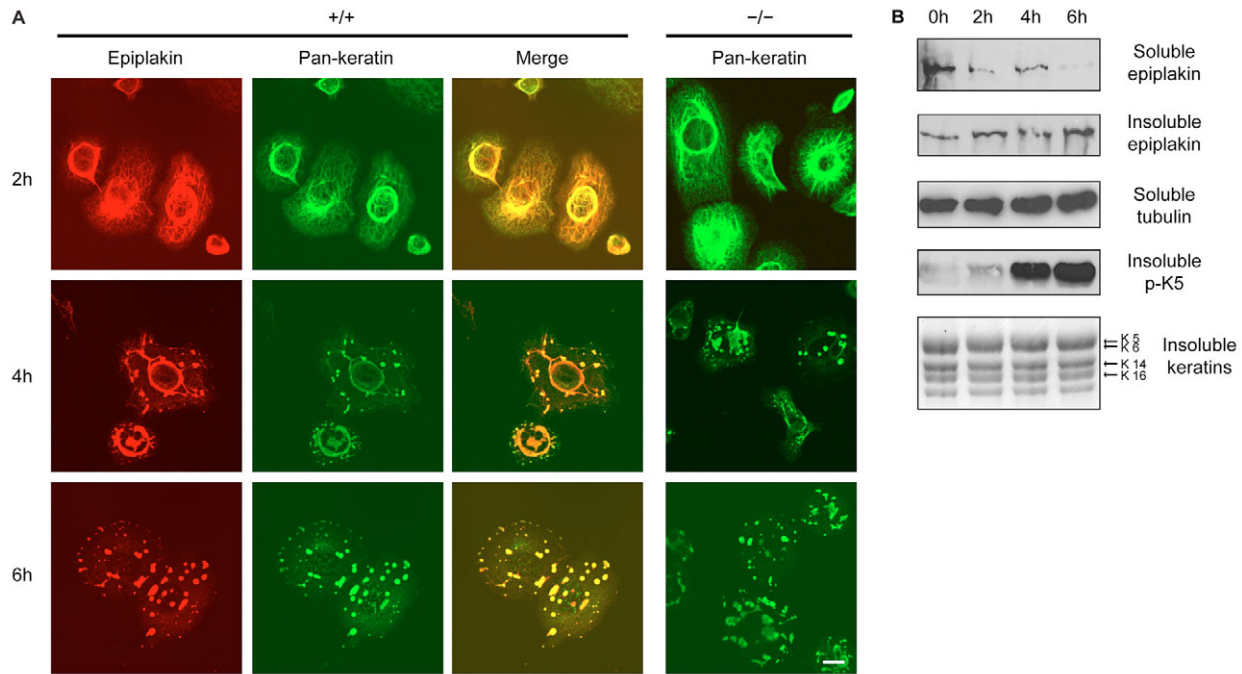 A
+/+
−/−
Epiplakin
Pan-keratin
Merge
Pan-keratin
2h
4h
6h
B
0h 2h 4h 6h
Soluble
epiplakin
Insoluble
epiplakin
Soluble
tubulin
Insoluble
p-K5
K 5
K 6
K 14
K 16
Insoluble
keratins